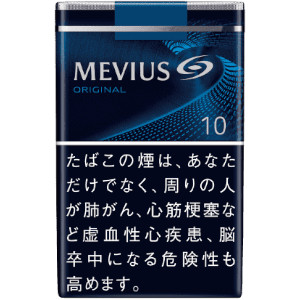 MEVIUS
ORIGINAL
10
たばこの煙は、あなた
だけでなく、周りの人
が肺がん、心筋梗塞な
ど虚血性心疾患、脳
卒中になる危険性も
高めます。